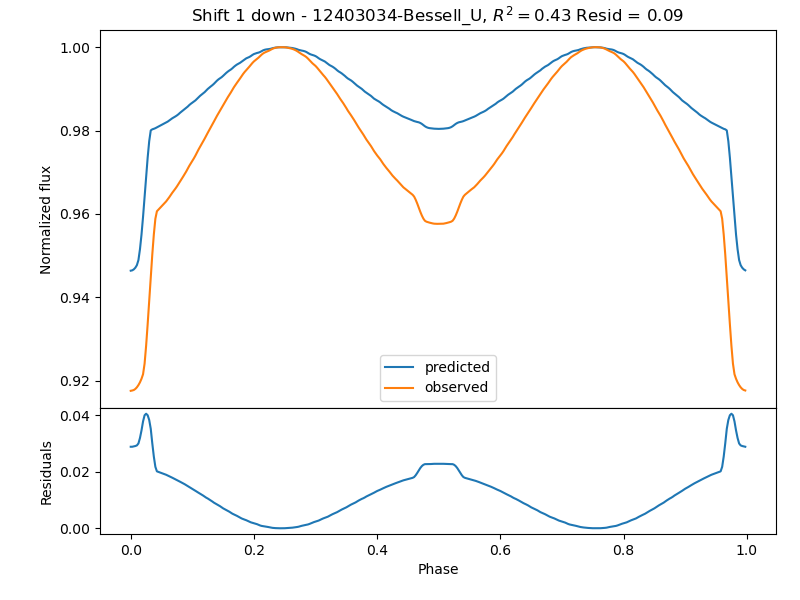 Shift 1 down - 12403034-Bessell_U, R² = 0.43 Resid = 0.09
Normalized flux
1.00
0.98
0.96
0.94
0.92
predicted
observed
Residuals
0.04
0.02
0.00
0.0 0.2 0.4 0.6 0.8 1.0
Phase